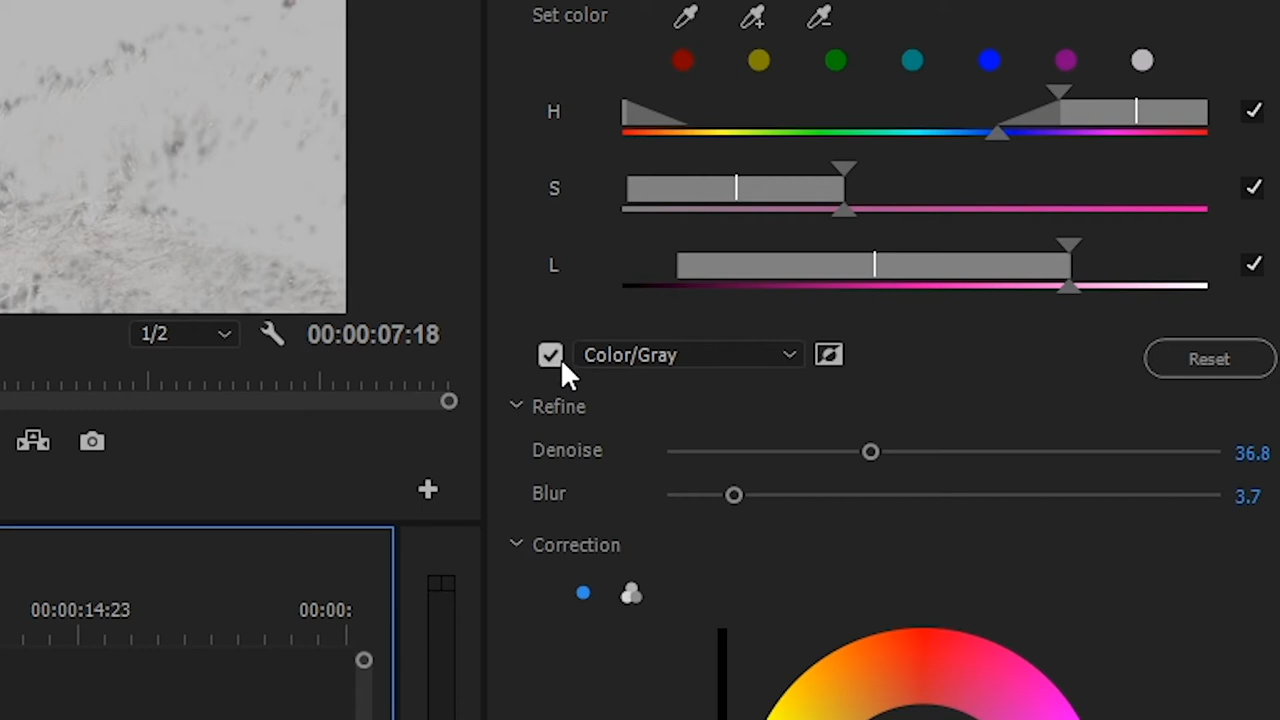 Set color
H
S
L
1/2
00:00:07:18
Color/Gray
Reset
Refine
Denoise
36.8
Blur
3.7
Correction
00:00:14:23
00:00: